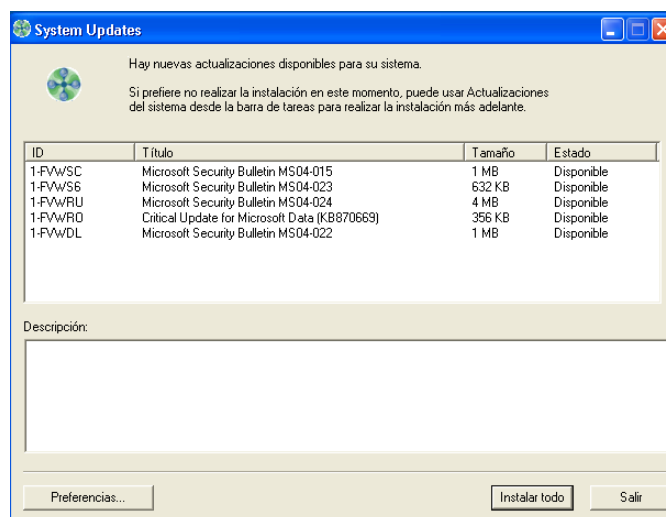 System Updates
Hay nuevas actualizaciones disponibles para su sistema.
Si prefiere no realizar la instalación en este momento, puede usar Actualizaciones
del sistema desde la barra de tareas para realizar la instalación más adelante.
ID Título Tamaño Estado
1-FVWSC Microsoft Security Bulletin MS04-015 1 MB Disponible
1-FVWS6 Microsoft Security Bulletin MS04-023 632 KB Disponible
1-FVWRU Microsoft Security Bulletin MS04-024 4 MB Disponible
1-FVWRO Critical Update for Microsoft Data (KB870669) 356 KB Disponible
1-FVWDL Microsoft Security Bulletin MS04-022 1 MB Disponible
Descripción:
Preferencias... Instalar todo Salir